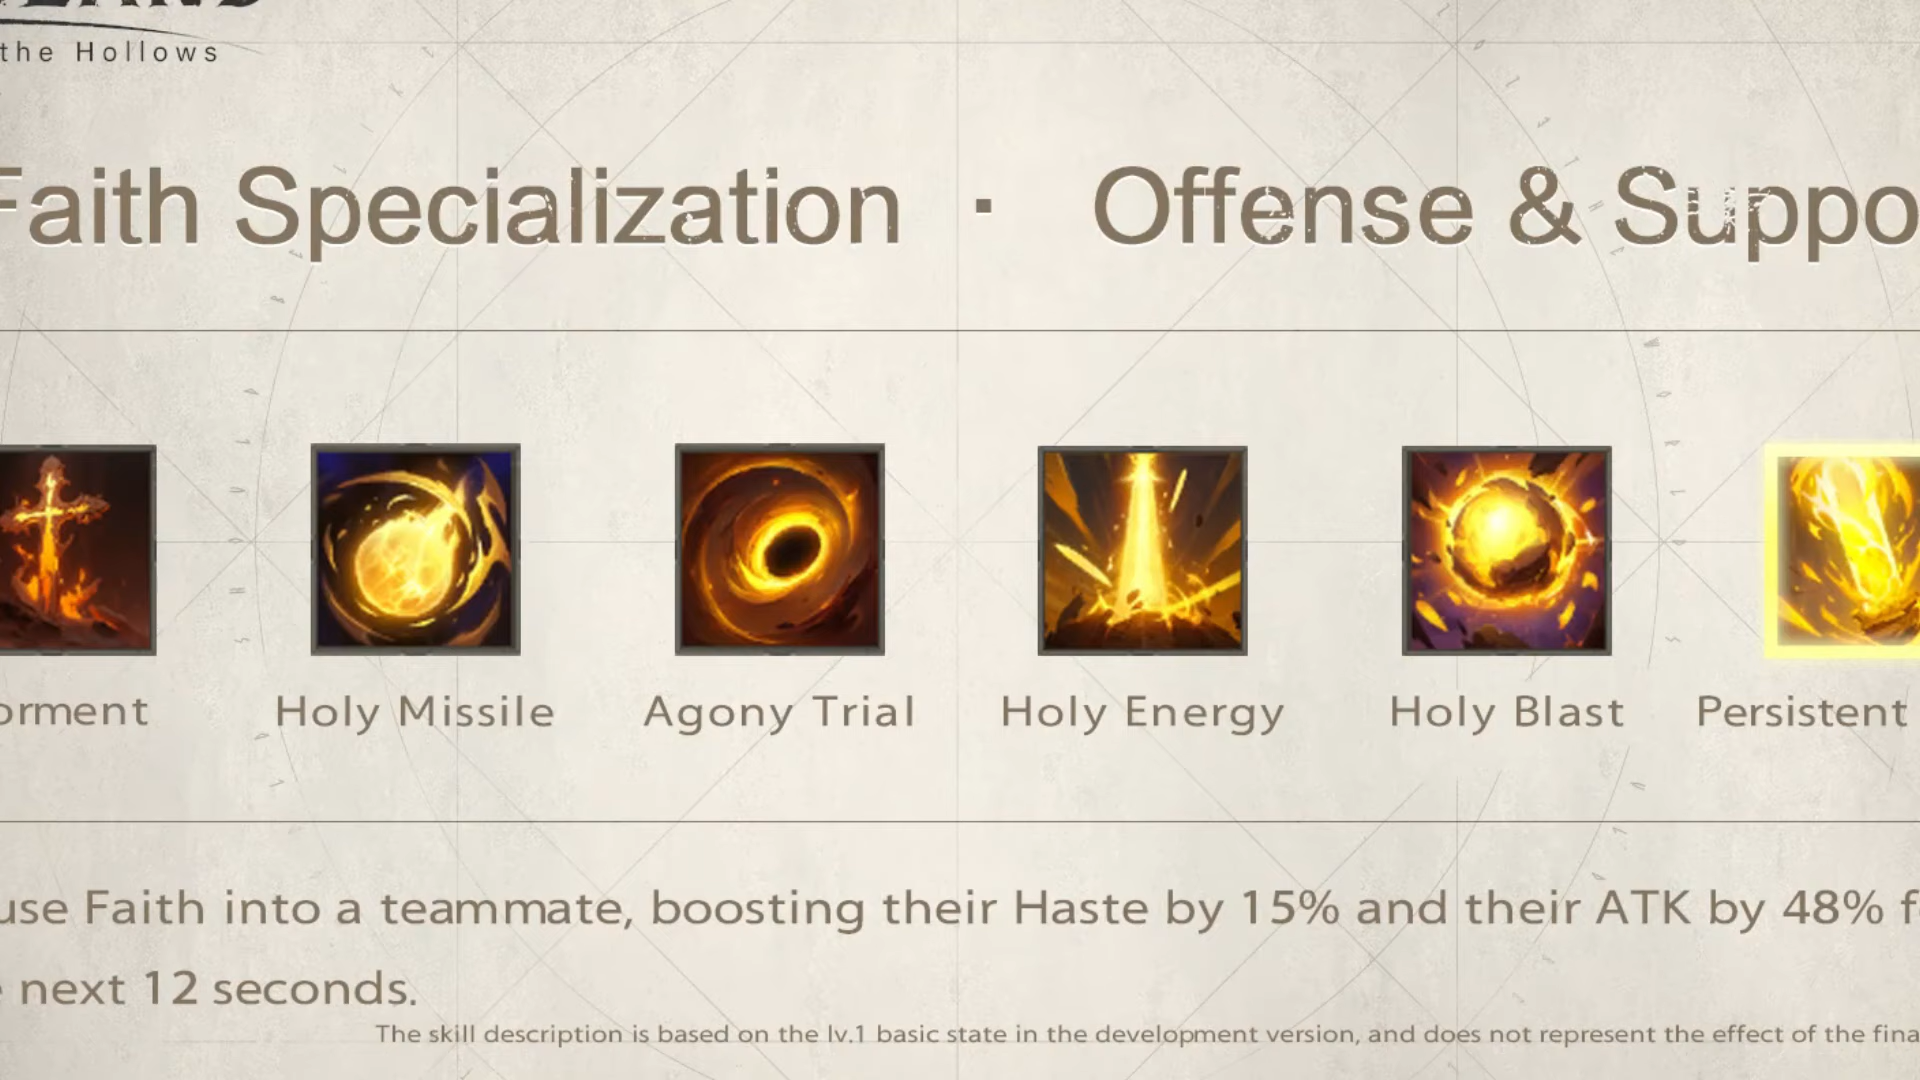 the Hollows
Faith Specialization · Offense & Suppo
orment
Holy Missile
Agony Trial
Holy Energy
Holy Blast
Persistent
use Faith into a teammate, boosting their Haste by 15% and their ATK by 48% f
next 12 seconds.
The skill description is based on the lv.1 basic state in the development version, and does not represent the effect of the fina